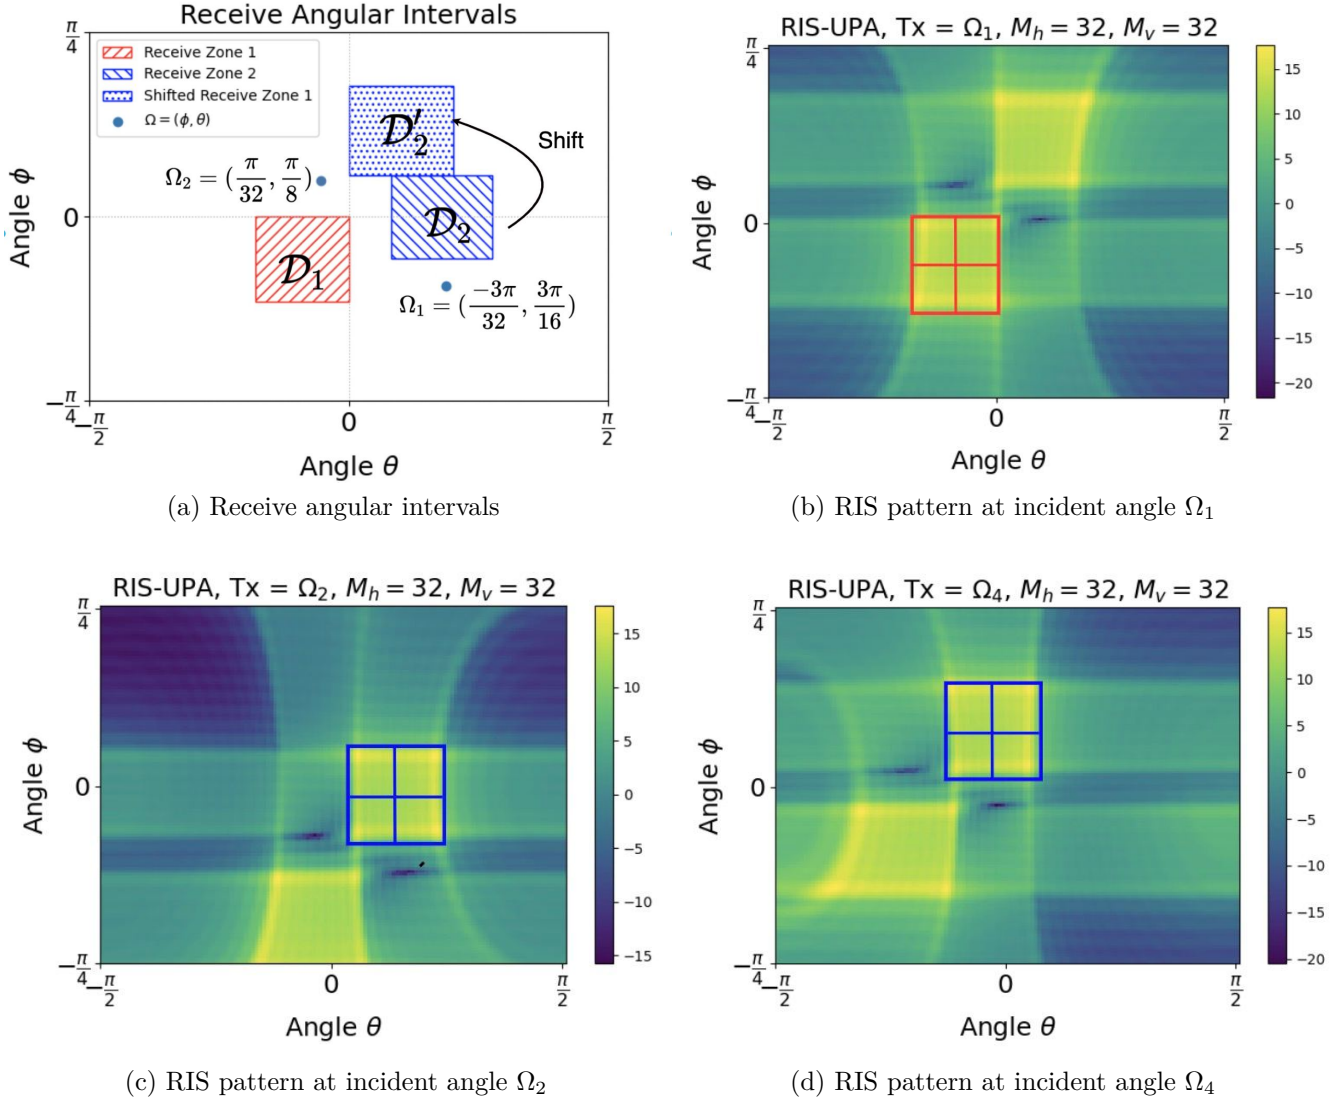 Receive Angular Intervals
π/4
Receive Zone 1
Receive Zone 2
Shifted Receive Zone 1
Ω = (ϕ, θ)
𝒟′₂
Shift
Ω₂ = (π/32, π/8)
Angle ϕ
0
𝒟₂
𝒟₁
Ω₁ = (−3π/32, 3π/16)
−π/4
−π/2
0
π/2
Angle θ
(a) Receive angular intervals
RIS-UPA, Tx = Ω₁, Mₕ = 32, Mᵥ = 32
π/4
Angle ϕ
0
−π/4
−π/2
0
π/2
Angle θ
15
10
5
0
−5
−10
−15
−20
(b) RIS pattern at incident angle Ω₁
RIS-UPA, Tx = Ω₂, Mₕ = 32, Mᵥ = 32
π/4
Angle ϕ
0
−π/4
−π/2
0
π/2
Angle θ
15
10
5
0
−5
−10
−15
(c) RIS pattern at incident angle Ω₂
RIS-UPA, Tx = Ω₄, Mₕ = 32, Mᵥ = 32
π/4
Angle ϕ
0
−π/4
−π/2
0
π/2
Angle θ
15
10
5
0
−5
−10
−15
−20
(d) RIS pattern at incident angle Ω₄